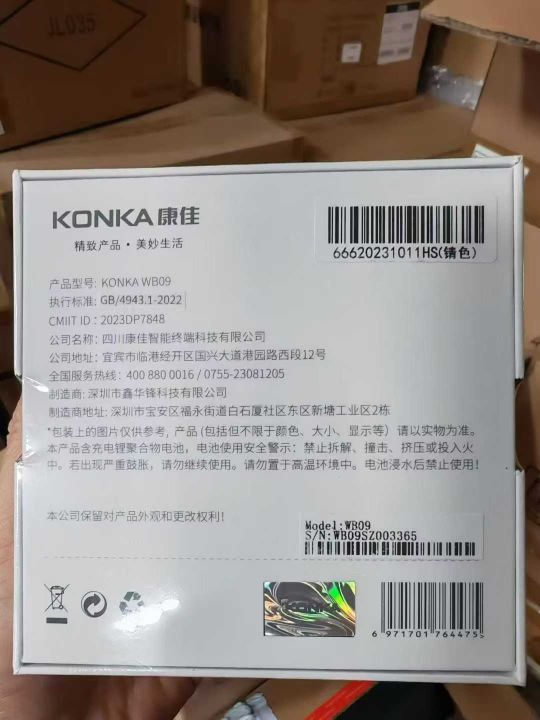 JL035
KONKA康佳
精致产品·美妙生活
66620231011HS(锖色)
产品型号: KONKA WB09
执行标准: GB/4943.1-2022
CMIIT ID : 2023DP7848
公司名称: 四川康佳智能终端科技有限公司
公司地址: 宜宾市临港经开区国兴大道港园路西段12号
全国服务热线: 400 880 0016 / 0755-23081205
制造商: 深圳市鑫华锋科技有限公司
制造商地址: 深圳市宝安区福永街道白石厦社区东区新塘工业区2栋
*包装上的图片仅供参考, 产品 (包括但不限于颜色、大小、显示等) 请以实物为准。
本产品含充电锂聚合物电池, 电池使用安全警示: 禁止拆解、撞击、挤压或投入火
中。若出现严重鼓胀, 请勿继续使用。请勿置于高温环境中。电池浸水后禁止使用!
本公司保留对产品外观和更改权利!
Model:WB09
S/N:WB09SZ003365
KONKA
6 971701 764475